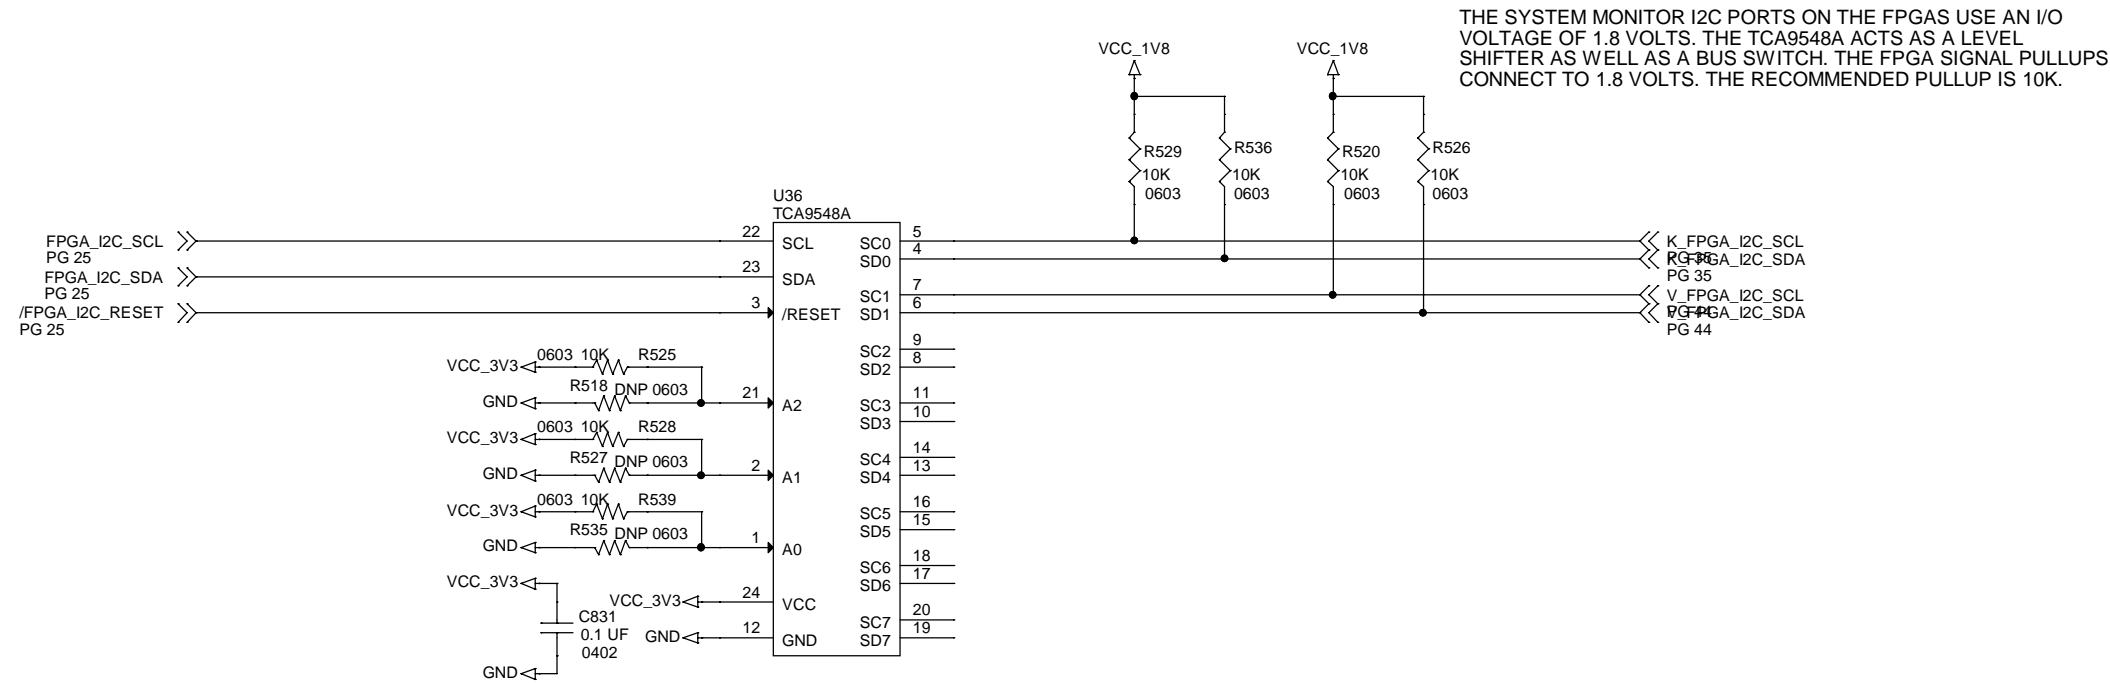 THE SYSTEM MONITOR I2C PORTS ON THE FPGAS USE AN I/O
VOLTAGE OF 1.8 VOLTS. THE TCA9548A ACTS AS A LEVEL
SHIFTER AS WELL AS A BUS SWITCH. THE FPGA SIGNAL PULLUPS
CONNECT TO 1.8 VOLTS. THE RECOMMENDED PULLUP IS 10K.
VCC_1V8
VCC_1V8
R529
10K
0603
R536
10K
0603
R520
10K
0603
R526
10K
0603
U36
TCA9548A
FPGA_I2C_SCL
PG 25
FPGA_I2C_SDA
PG 25
/FPGA_I2C_RESET
PG 25
22 SCL
23 SDA
3 /RESET
VCC_3V3 0603 10K R525
GND R518 DNP 0603
21 A2
VCC_3V3 0603 10K R528
GND R527 DNP 0603
2 A1
VCC_3V3 0603 10K R539
GND R535 DNP 0603
1 A0
VCC_3V3
C831
0.1 UF
0402
GND
VCC_3V3 24 VCC
GND 12 GND
SC0 5
SD0 4
SC1 7
SD1 6
SC2 9
SD2 8
SC3 11
SD3 10
SC4 14
SD4 13
SC5 16
SD5 15
SC6 18
SD6 17
SC7 20
SD7 19
K_FPGA_I2C_SCL
PG 35
K_FPGA_I2C_SDA
PG 35
V_FPGA_I2C_SCL
PG 44
V_FPGA_I2C_SDA
PG 44